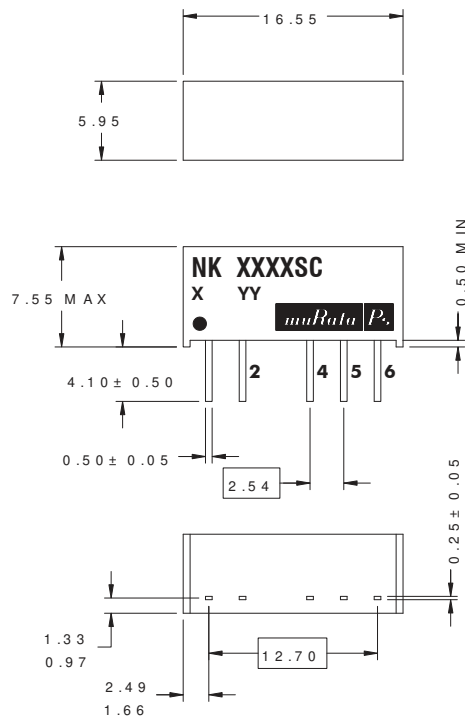 16.55
5.95
0.50 MIN
NK XXXXSC
X YY
7.55 MAX
muRata Ps
2 4 5 6
4.10± 0.50
0.50± 0.05
2.54
0.25± 0.05
1.33
0.97
12.70
2.49
1.66